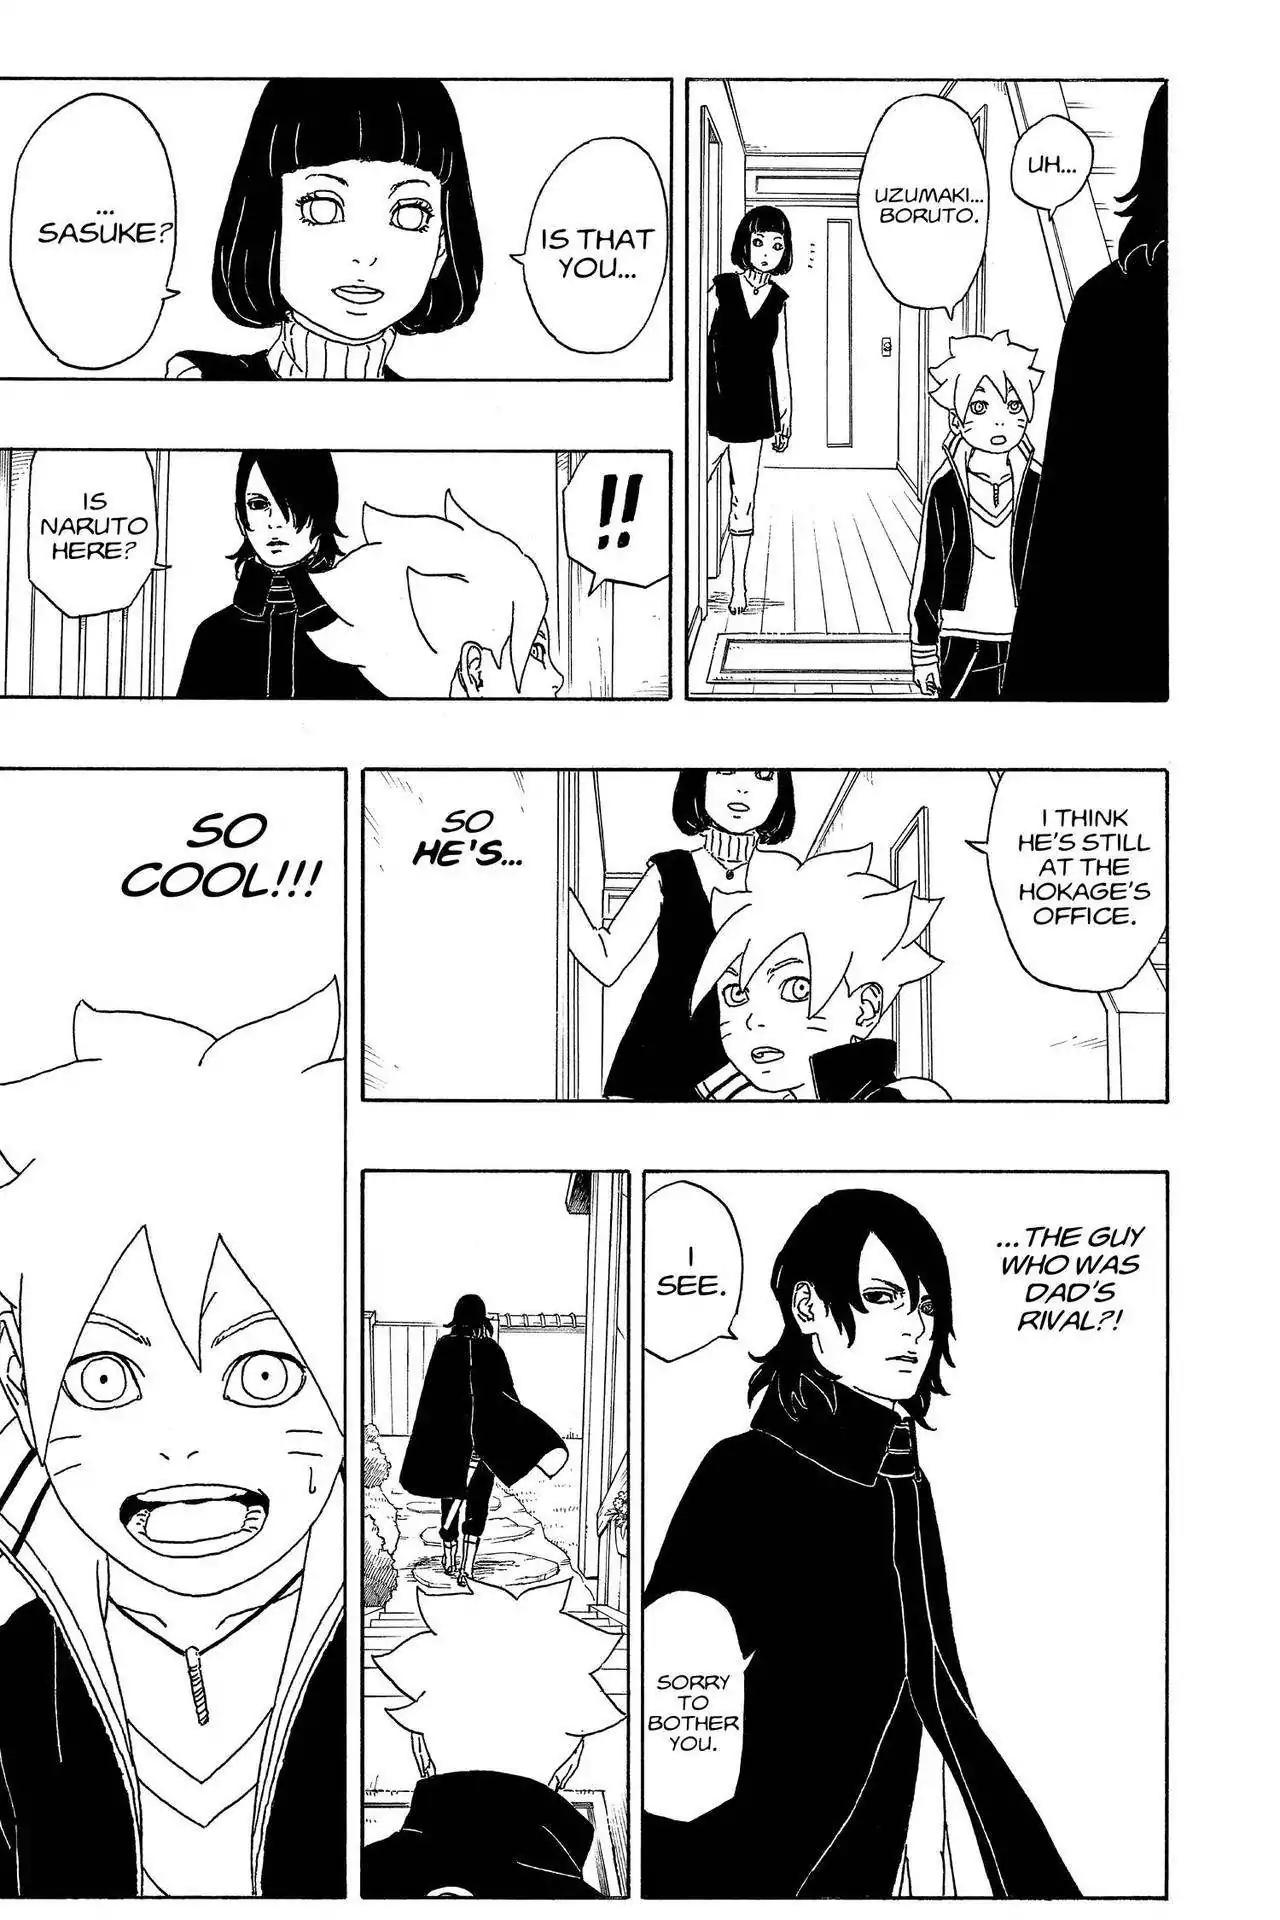 UH...
UZUMAKI...
BORUTO.
IS THAT
YOU...
...
SASUKE?
!!
IS
NARUTO
HERE?
I THINK
HE'S STILL
AT THE
HOKAGE'S
OFFICE.
SO
HE'S...
...THE GUY
WHO WAS
DAD'S
RIVAL?!
I
SEE.
SORRY
TO
BOTHER
YOU.
SO
COOL!!!